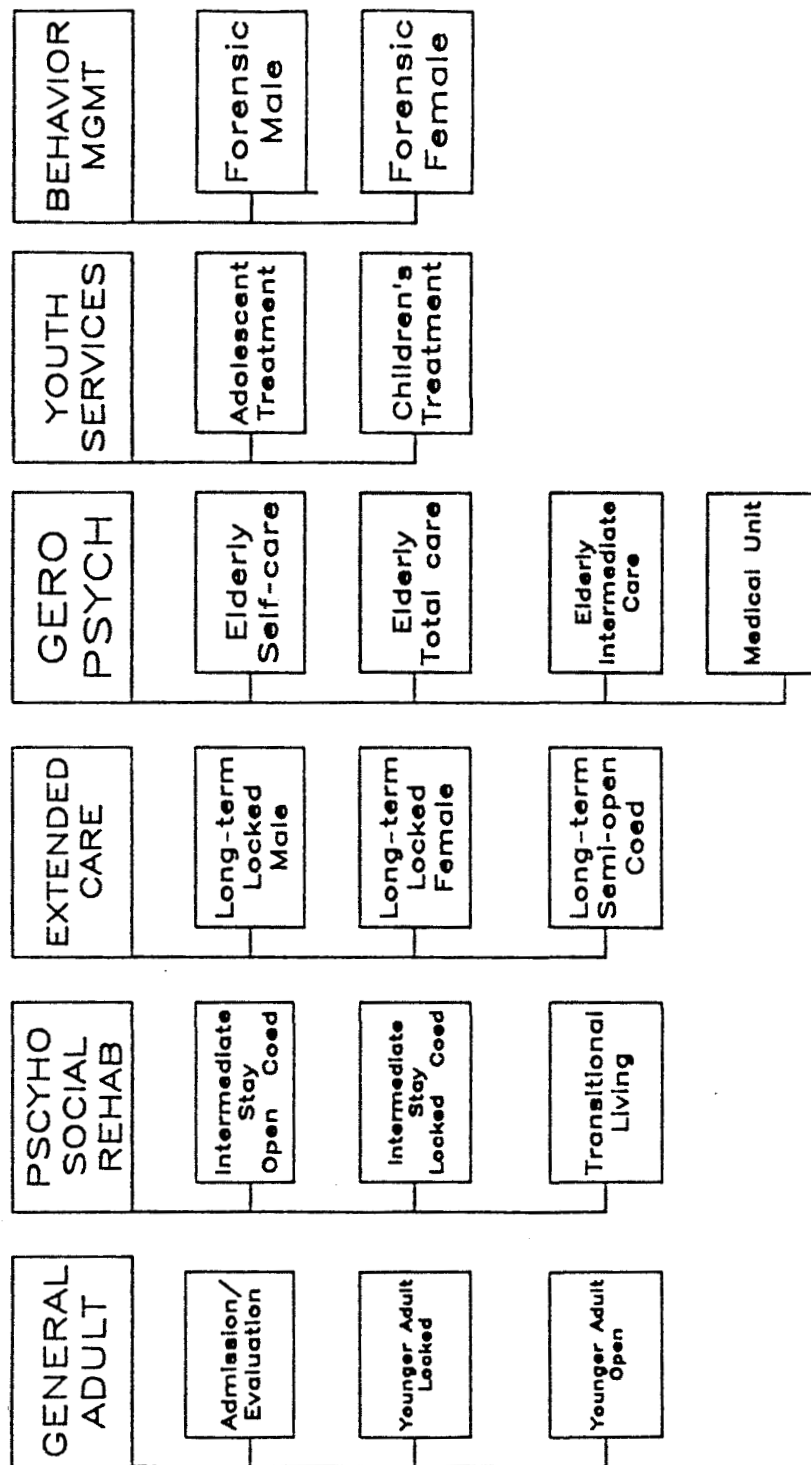 GENERAL
ADULT
Admission/
Evaluation
Younger Adult
Locked
Younger Adult
Open
PSCYHO
SOCIAL
REHAB
Intermediate
Stay
Open Coed
Intermediate
Stay
Locked Coed
Transitional
Living
EXTENDED
CARE
Long-term
Locked
Male
Long-term
Locked
Female
Long-term
Semi-open
Coed
GERO
PSYCH
Elderly
Self-care
Elderly
Total care
Elderly
Intermediate
Care
Medical Unit
YOUTH
SERVICES
Adolescent
Treatment
Children's
Treatment
BEHAVIOR
MGMT
Forensic
Male
Forensic
Female